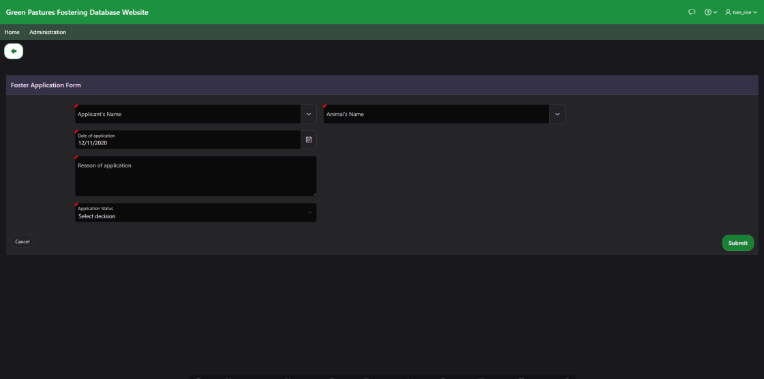 Green Pastures Fostering Database Website
Home Administration
Foster Application Form
Applicant's Name
Animal's Name
Date of application
12/11/2020
Reason of application
Application Status
Select decision
Cancel
Submit